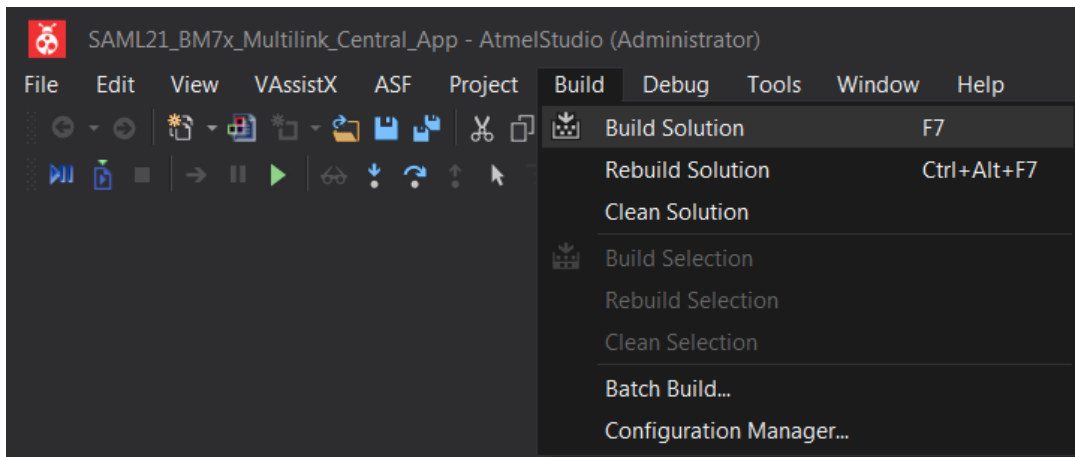 SAML21_BM7x_Multilink_Central_App - AtmelStudio (Administrator)
File Edit View VAssistX ASF Project Build Debug Tools Window Help
Build Solution F7
Rebuild Solution Ctrl+Alt+F7
Clean Solution
Build Selection
Rebuild Selection
Clean Selection
Batch Build...
Configuration Manager...